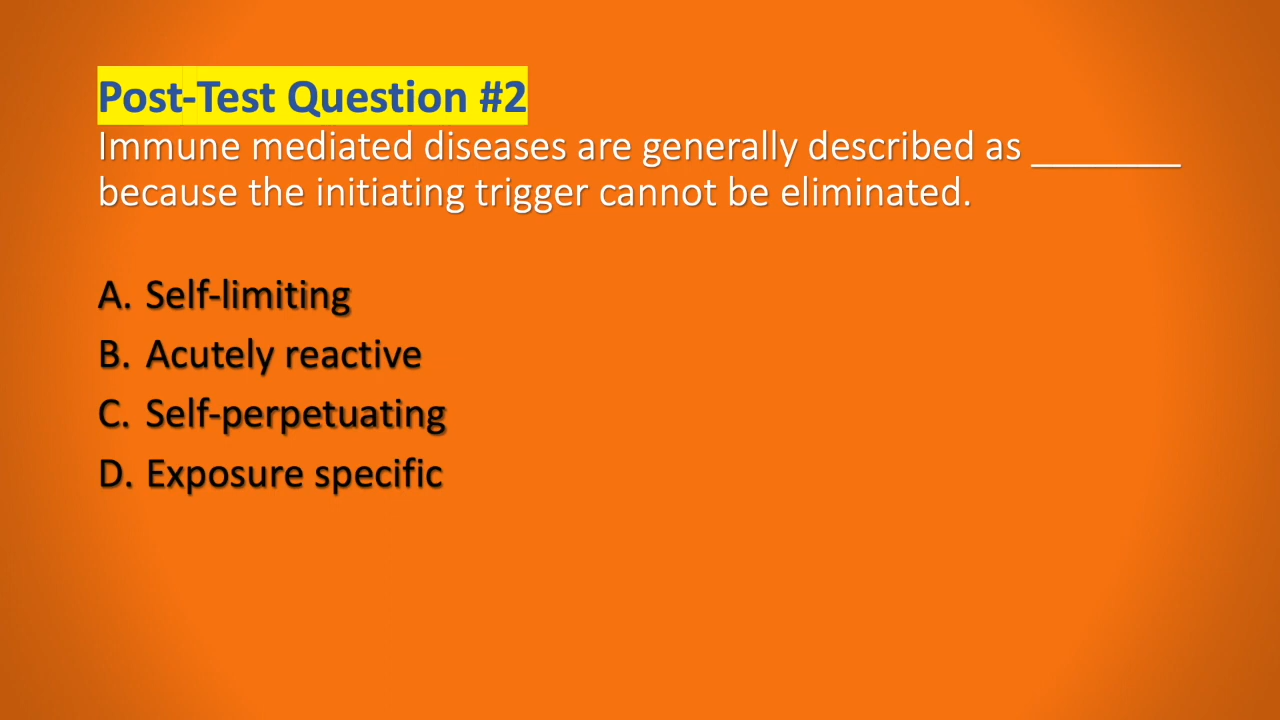 Post-Test Question #2
Immune mediated diseases are generally described as ________
because the initiating trigger cannot be eliminated.
A. Self-limiting
B. Acutely reactive
C. Self-perpetuating
D. Exposure specific